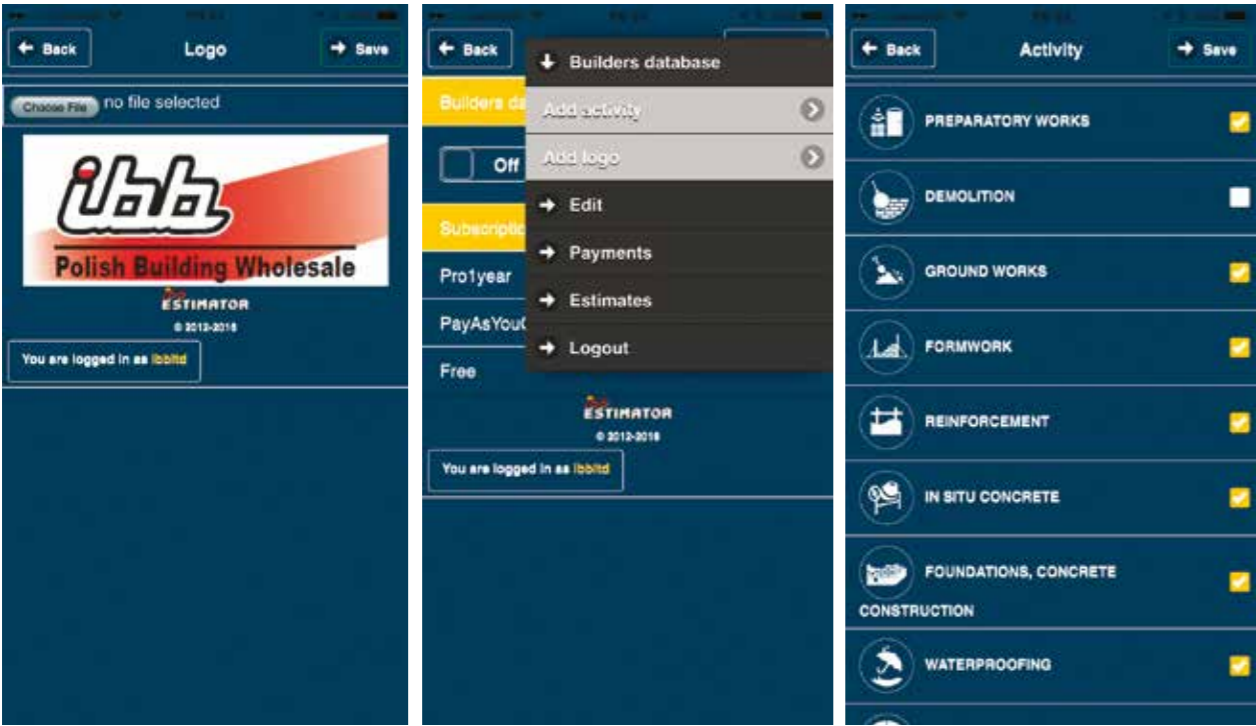 Back
Logo
Save
Choose File no file selected
ibb
Polish Building Wholesale
ESTIMATOR
© 2012-2016
You are logged in as ibbltd
Back
Builders da
Off
Subscriptio
Pro1year
PayAsYou
Free
Builders database
Add activity
Add logo
Edit
Payments
Estimates
Logout
ESTIMATOR
© 2012-2016
You are logged in as ibbltd
Back
Activity
Save
PREPARATORY WORKS
DEMOLITION
GROUND WORKS
FORMWORK
REINFORCEMENT
IN SITU CONCRETE
FOUNDATIONS, CONCRETE
CONSTRUCTION
WATERPROOFING